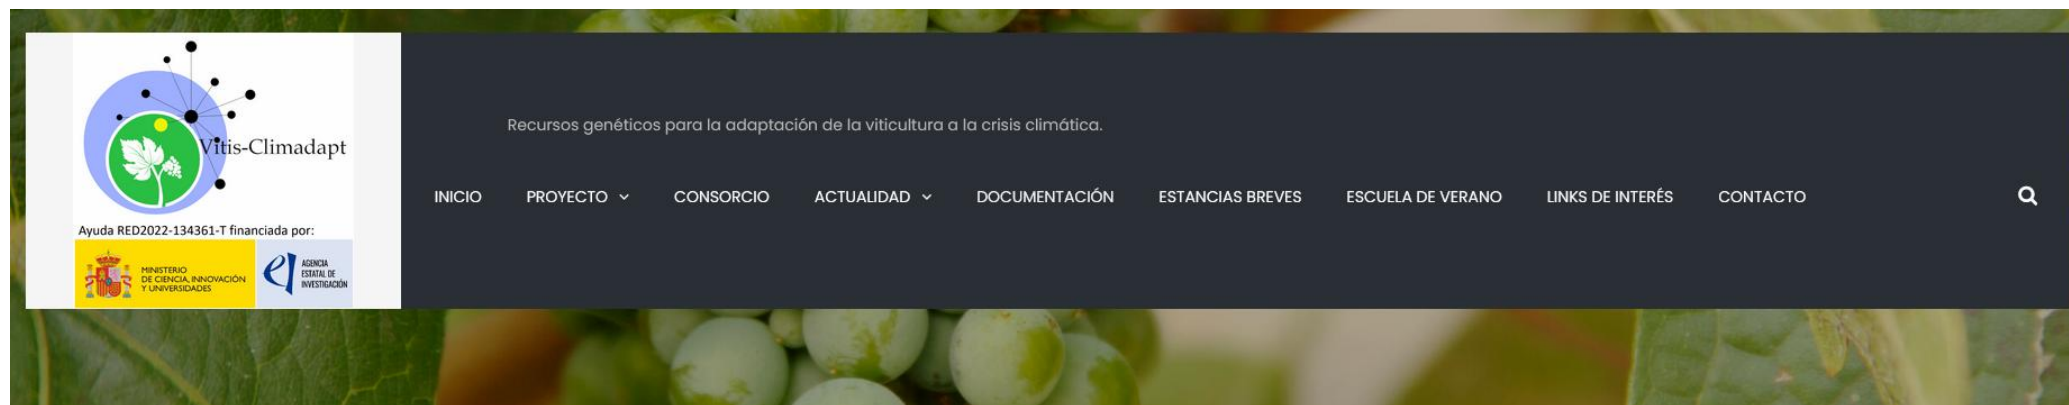 Vitis-Climadapt
Ayuda RED2022-134361-T financiada por:
MINISTERIO
DE CIENCIA, INNOVACIÓN
Y UNIVERSIDADES
AGENCIA
ESTATAL DE
INVESTIGACIÓN
Recursos genéticos para la adaptación de la viticultura a la crisis climática.
INICIO PROYECTO CONSORCIO ACTUALIDAD DOCUMENTACIÓN ESTANCIAS BREVES ESCUELA DE VERANO LINKS DE INTERÉS CONTACTO